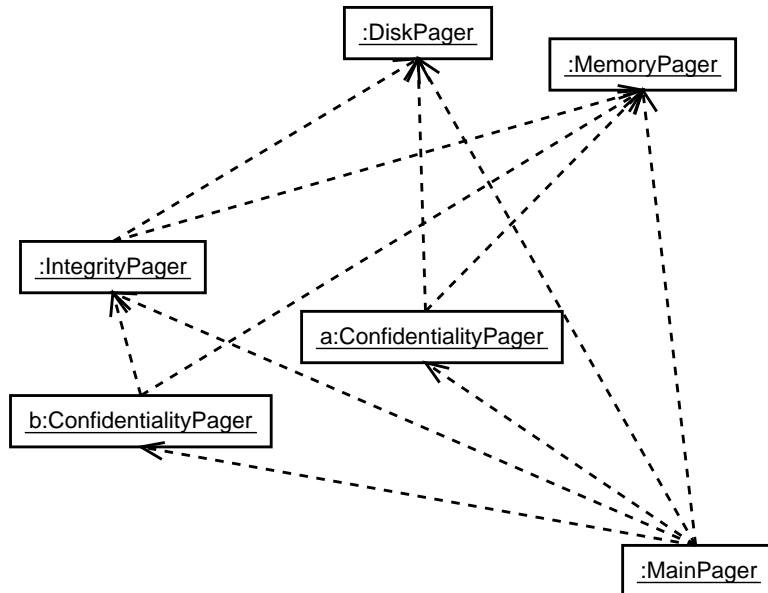 :DiskPager
:MemoryPager
:IntegrityPager
a:ConfidentialityPager
b:ConfidentialityPager
:MainPager